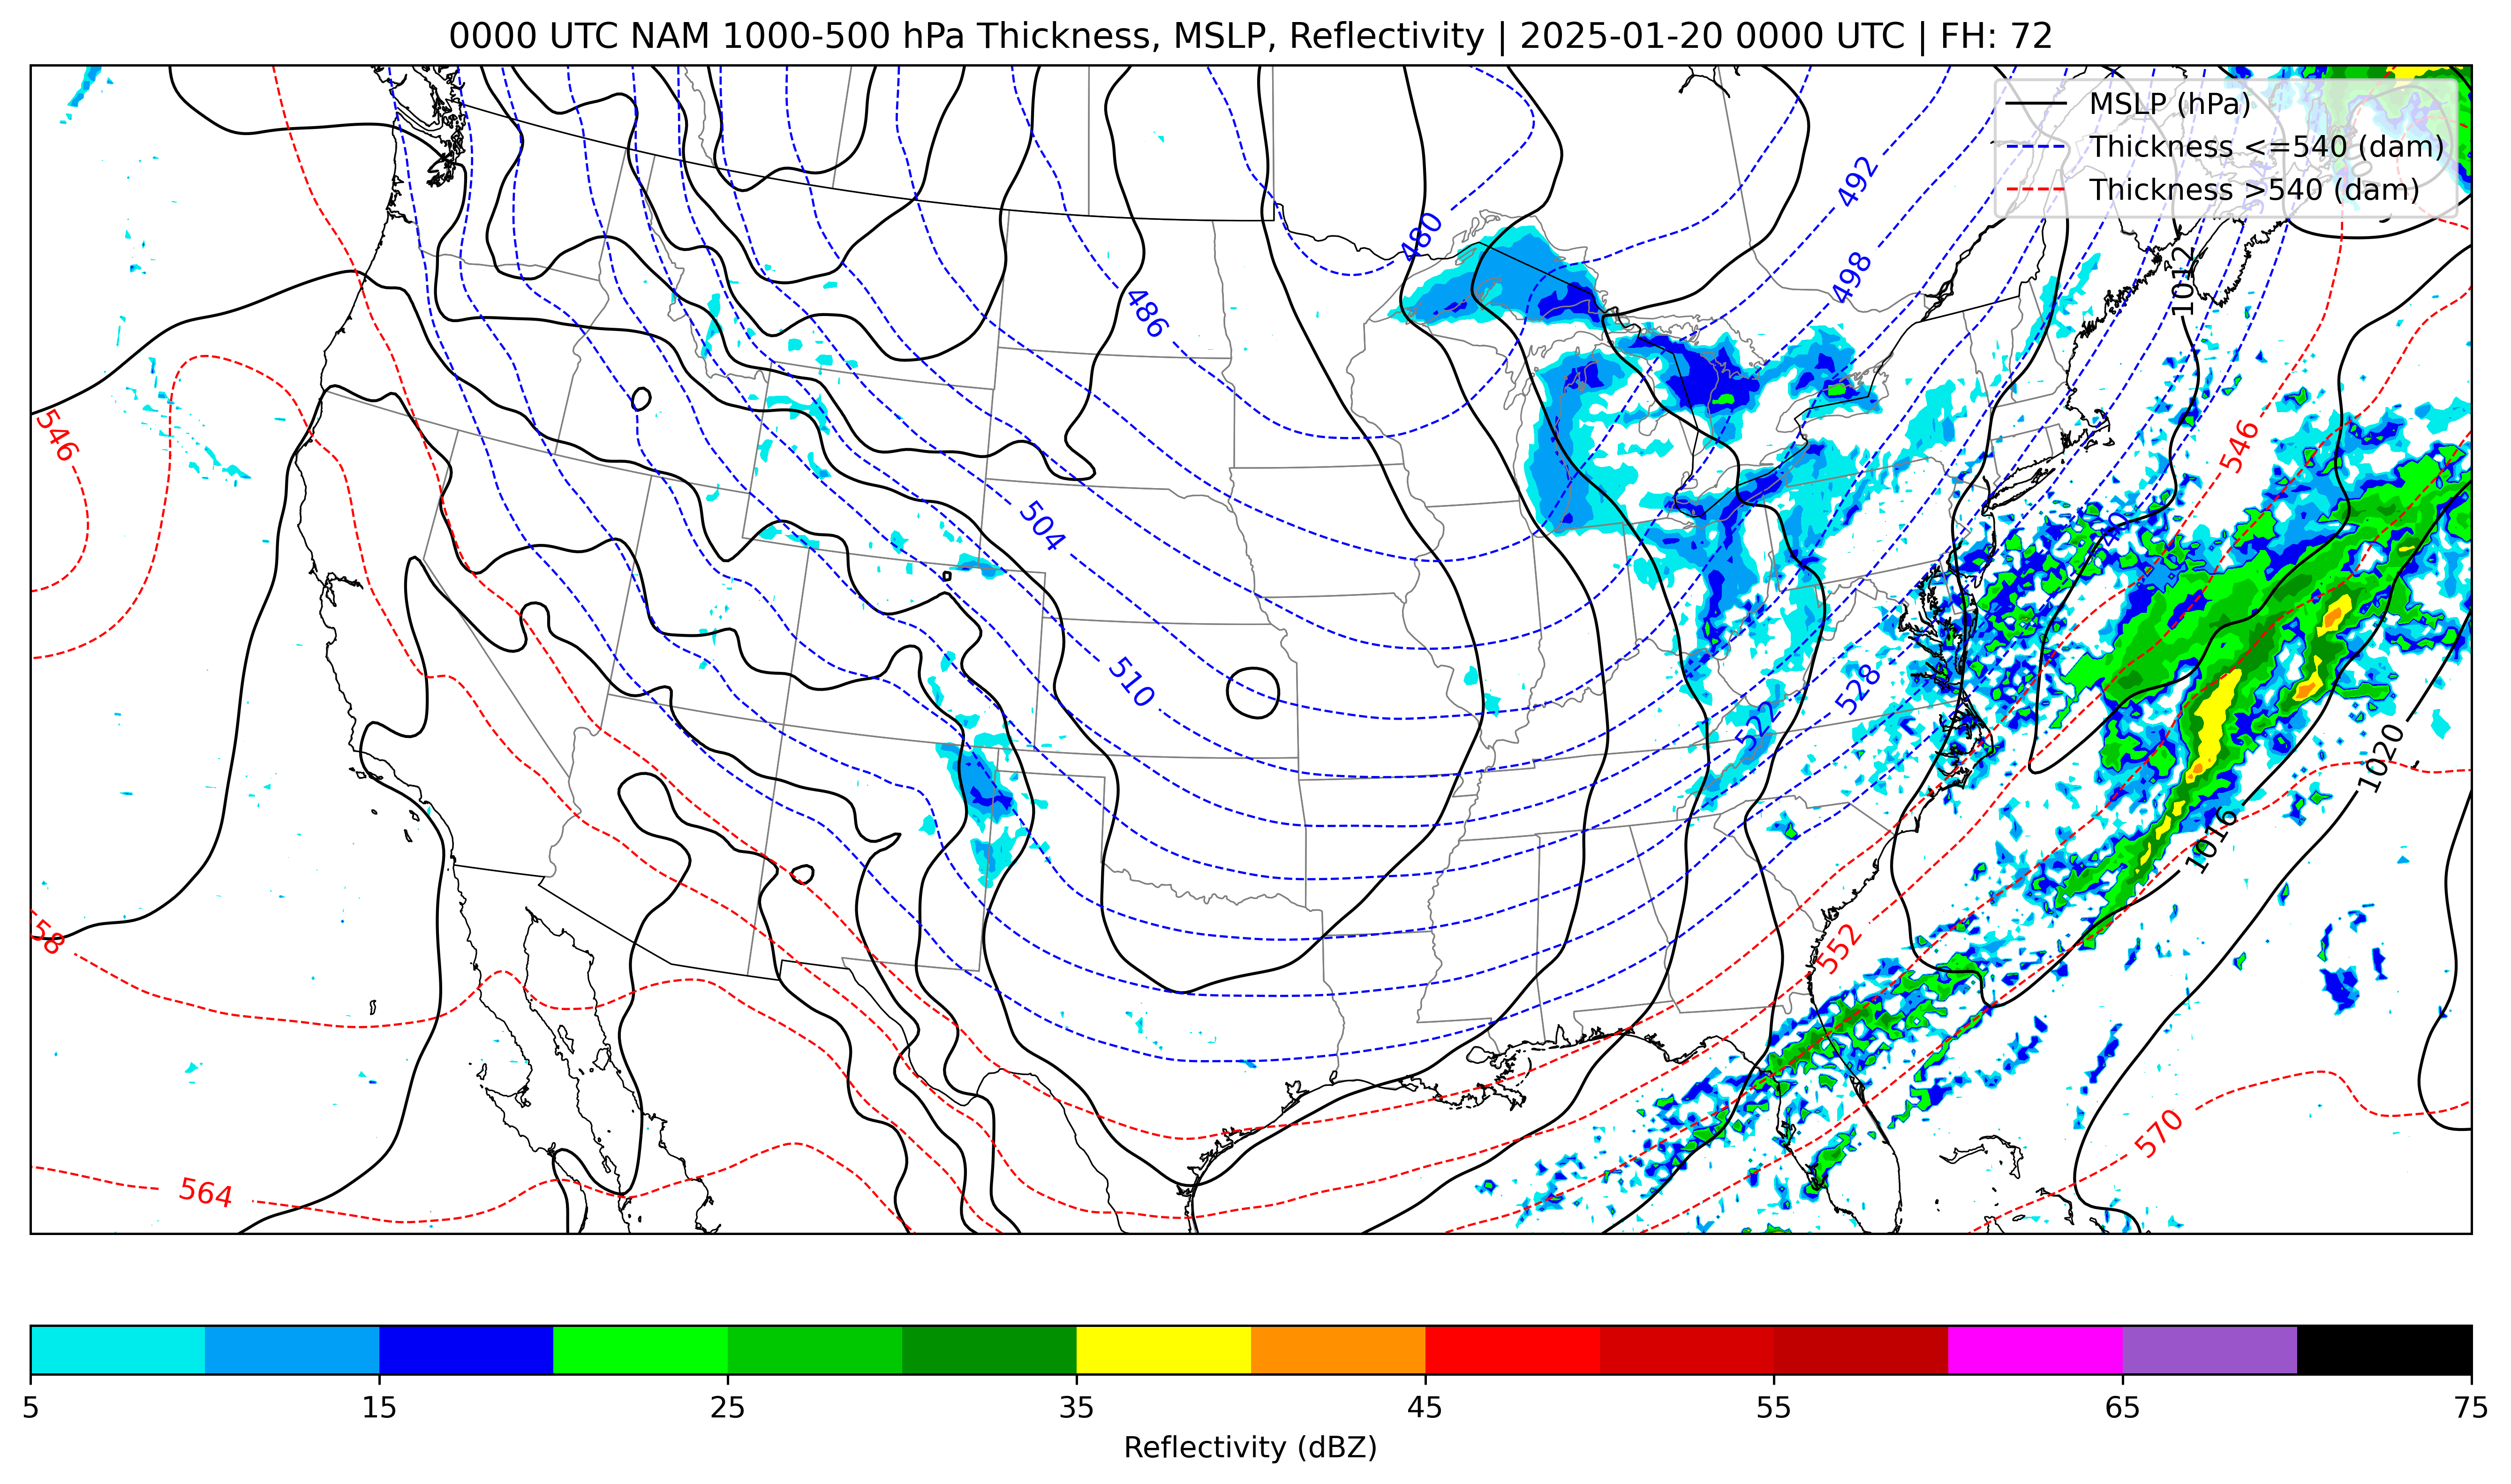 0000 UTC NAM 1000-500 hPa Thickness, MSLP, Reflectivity | 2025-01-20 0000 UTC | FH: 72
MSLP (hPa)
Thickness <=540 (dam)
Thickness >540 (dam)
492
480
498
1012
486
546
546
504
510
528
522
1020
1016
552
558
570
564
5 15 25 35 45 55 65 75
Reflectivity (dBZ)